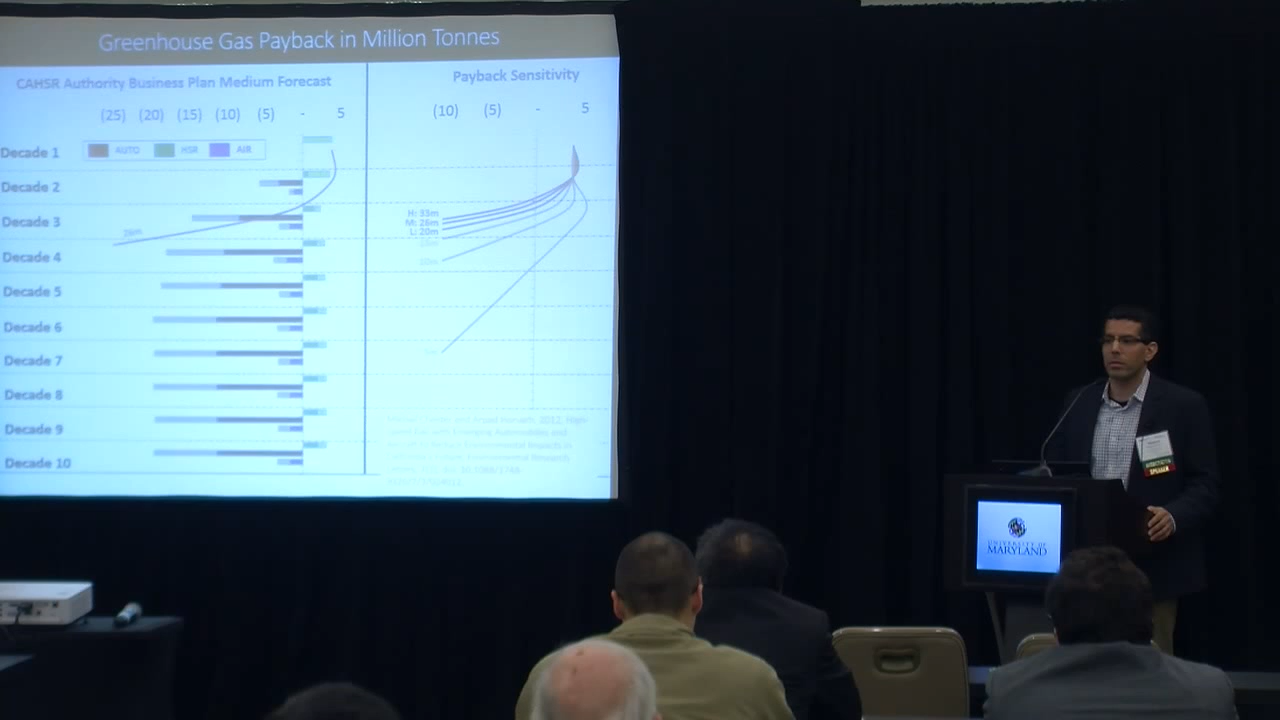 Greenhouse Gas Payback in Million Tonnes
CAHSR Authority Business Plan Medium Forecast
(25) (20) (15) (10) (5) - 5
AUTO HSR AIR
Decade 1
Decade 2
Decade 3
26m
Decade 4
Decade 5
Decade 6
Decade 7
Decade 8
Decade 9
Decade 10
Payback Sensitivity
(10) (5) - 5
H: 33m
M: 26m
L: 20m
10m
UNIVERSITY OF
MARYLAND
SPEAKER